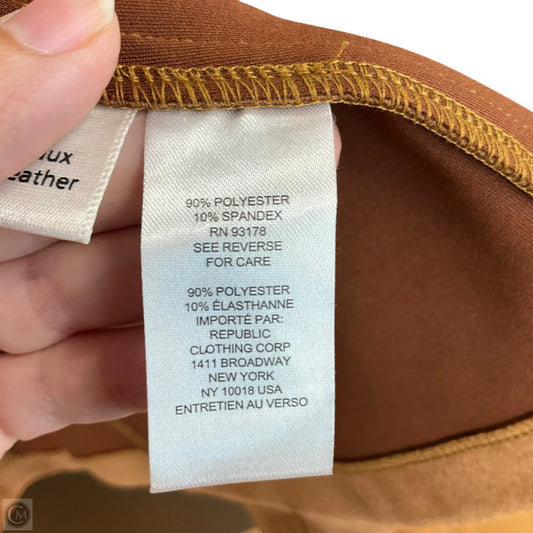 ux
eather
90% POLYESTER
10% SPANDEX
RN 93178
SEE REVERSE
FOR CARE
90% POLYESTER
10% ÉLASTHANNE
IMPORTÉ PAR:
REPUBLIC
CLOTHING CORP
1411 BROADWAY
NEW YORK
NY 10018 USA
ENTRETIEN AU VERSO
CM